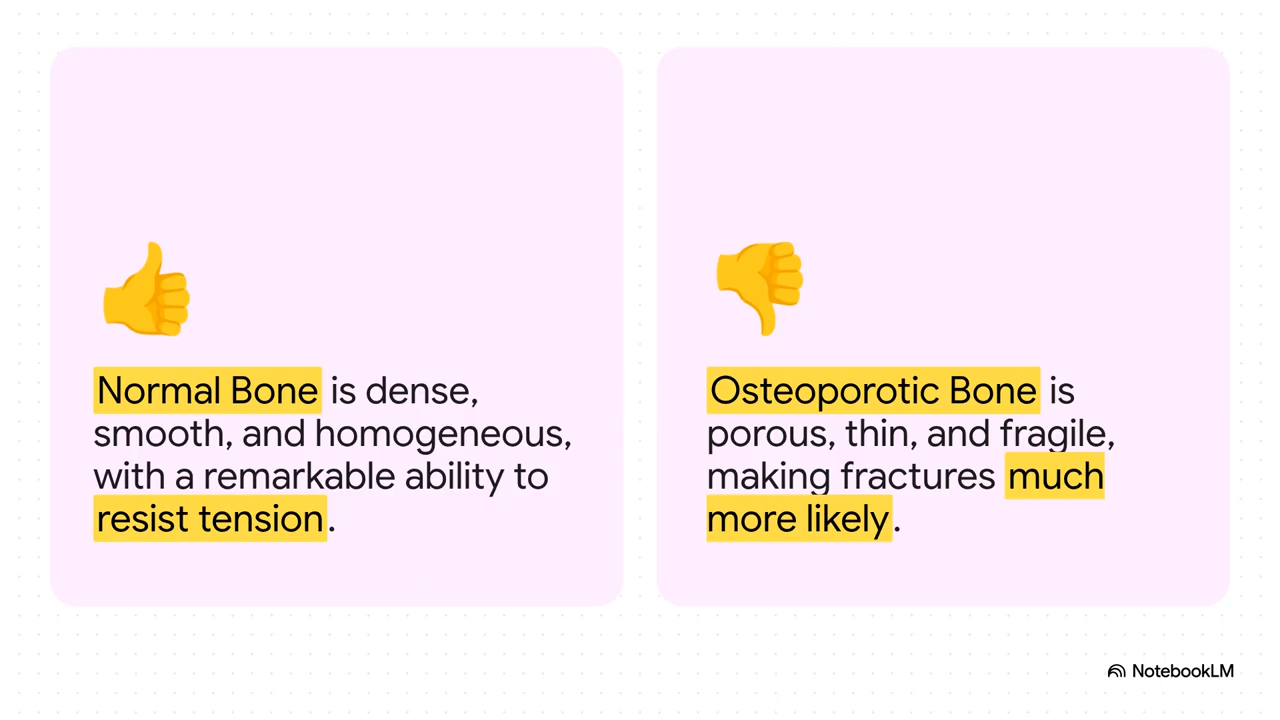 Normal Bone is dense,
smooth, and homogeneous,
with a remarkable ability to
resist tension.
Osteoporotic Bone is
porous, thin, and fragile,
making fractures much
more likely.
NotebookLM